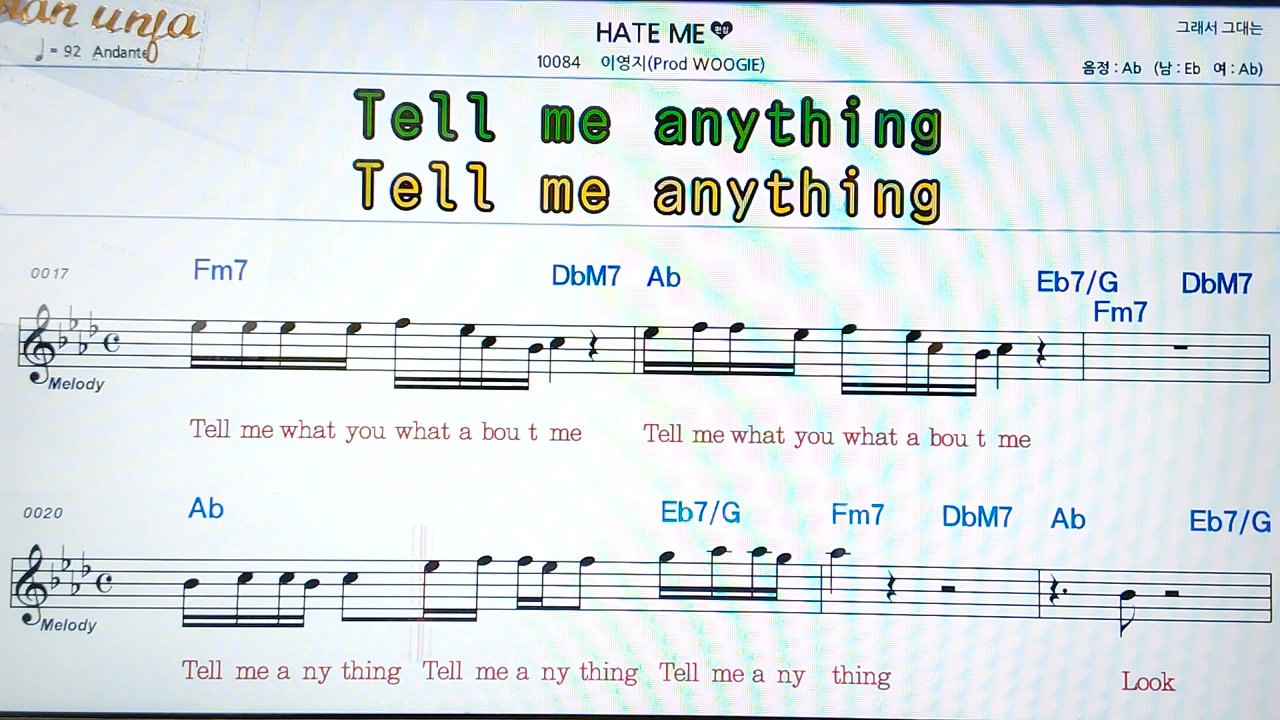 ♩= 92 Andante
HATE ME🖤
그래서 그대는
10084 이영지(Prod WOOGIE)
음정 : Ab (남 : Eb 여 : Ab)
Tell me anything
Tell me anything
0017 Fm7 DbM7 Ab Eb7/G Fm7 DbM7
Melody
Tell me what you what a bou t me Tell me what you what a bou t me
0020 Ab Eb7/G Fm7 DbM7 Ab Eb7/G
Melody
Tell me a ny thing Tell me a ny thing Tell me a ny thing Look